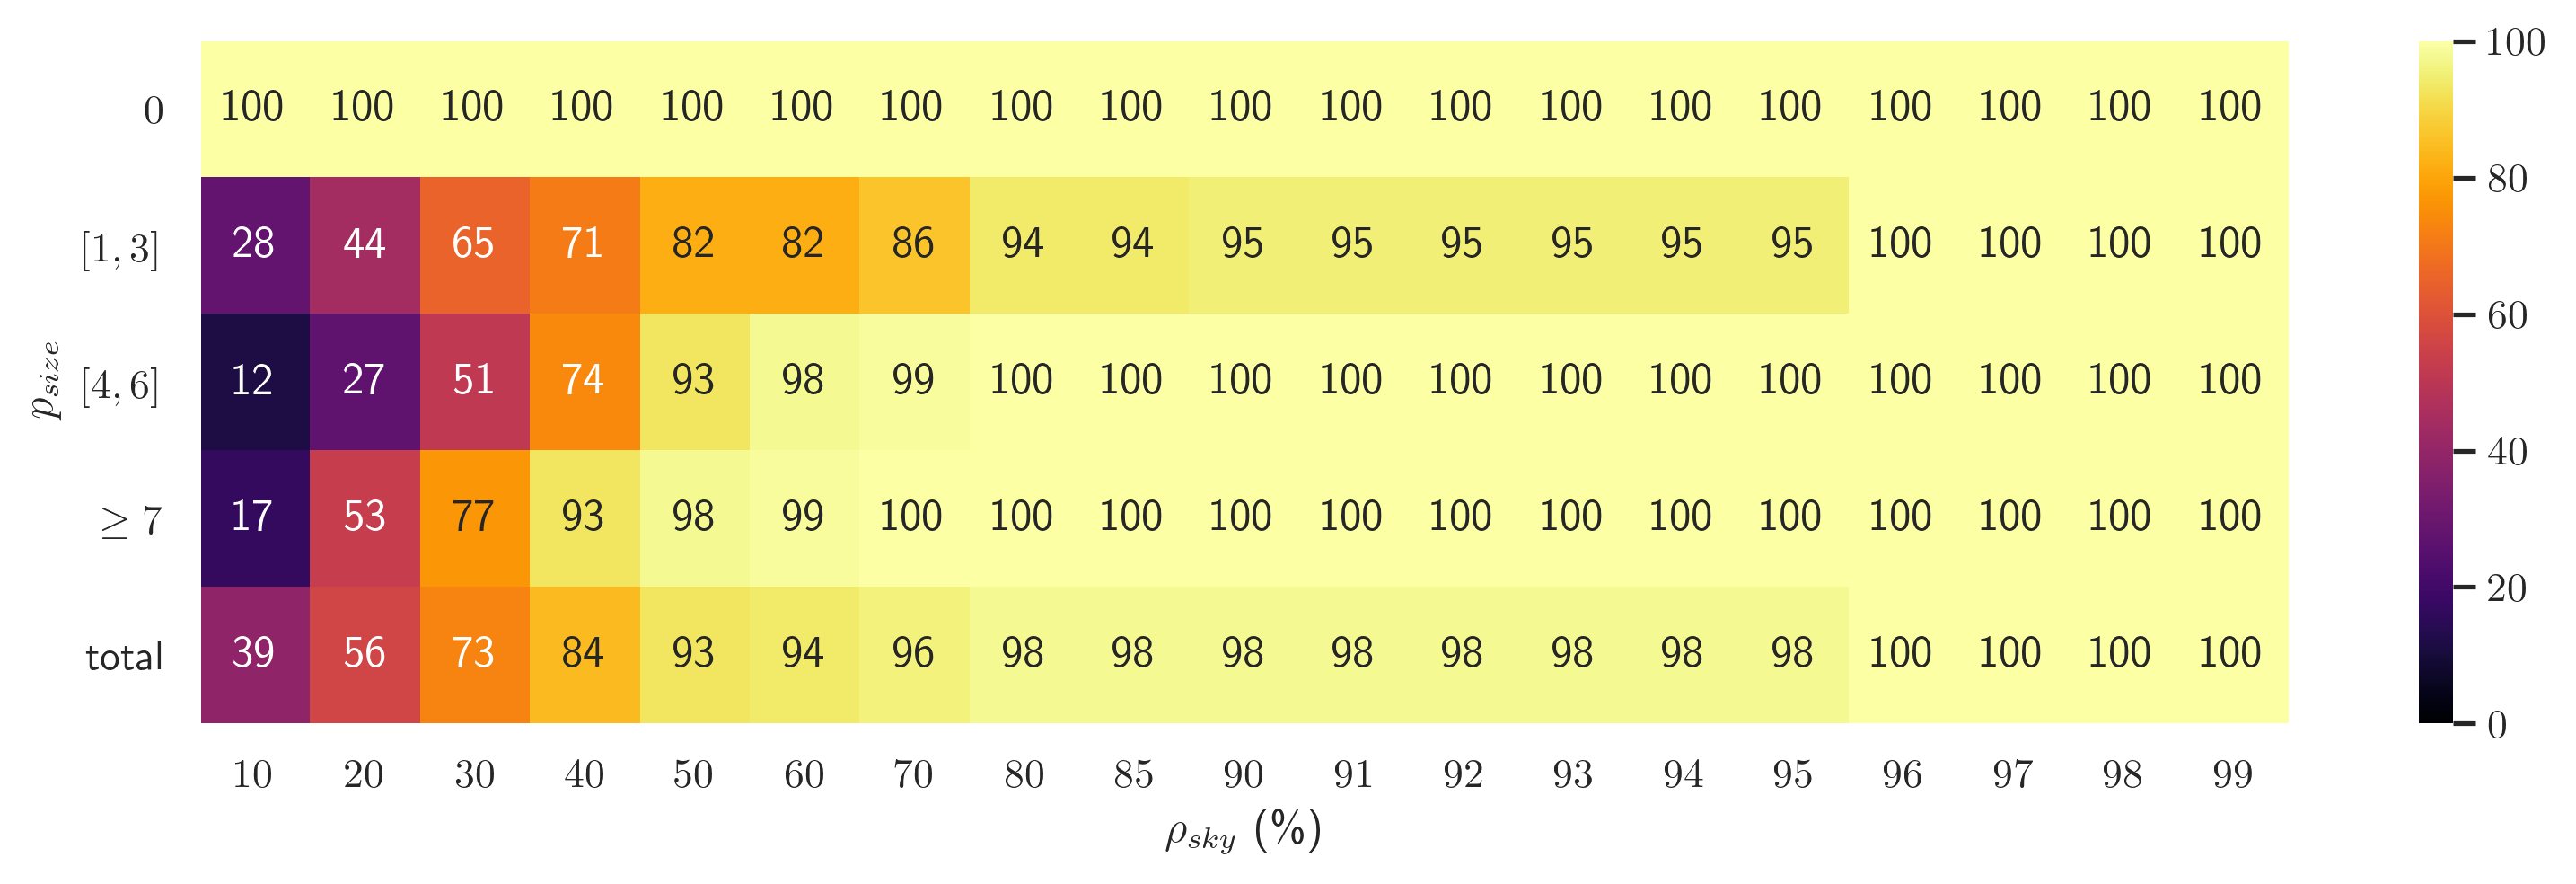 100
0 100 100 100 100 100 100 100 100 100 100 100 100 100 100 100 100 100 100 100
80
[1, 3] 28 44 65 71 82 82 86 94 94 95 95 95 95 95 95 100 100 100 100
60
p_size
[4, 6] 12 27 51 74 93 98 99 100 100 100 100 100 100 100 100 100 100 100 100
40
≥ 7 17 53 77 93 98 99 100 100 100 100 100 100 100 100 100 100 100 100 100
20
total 39 56 73 84 93 94 96 98 98 98 98 98 98 98 98 100 100 100 100
0
10 20 30 40 50 60 70 80 85 90 91 92 93 94 95 96 97 98 99
ρ_sky (%)